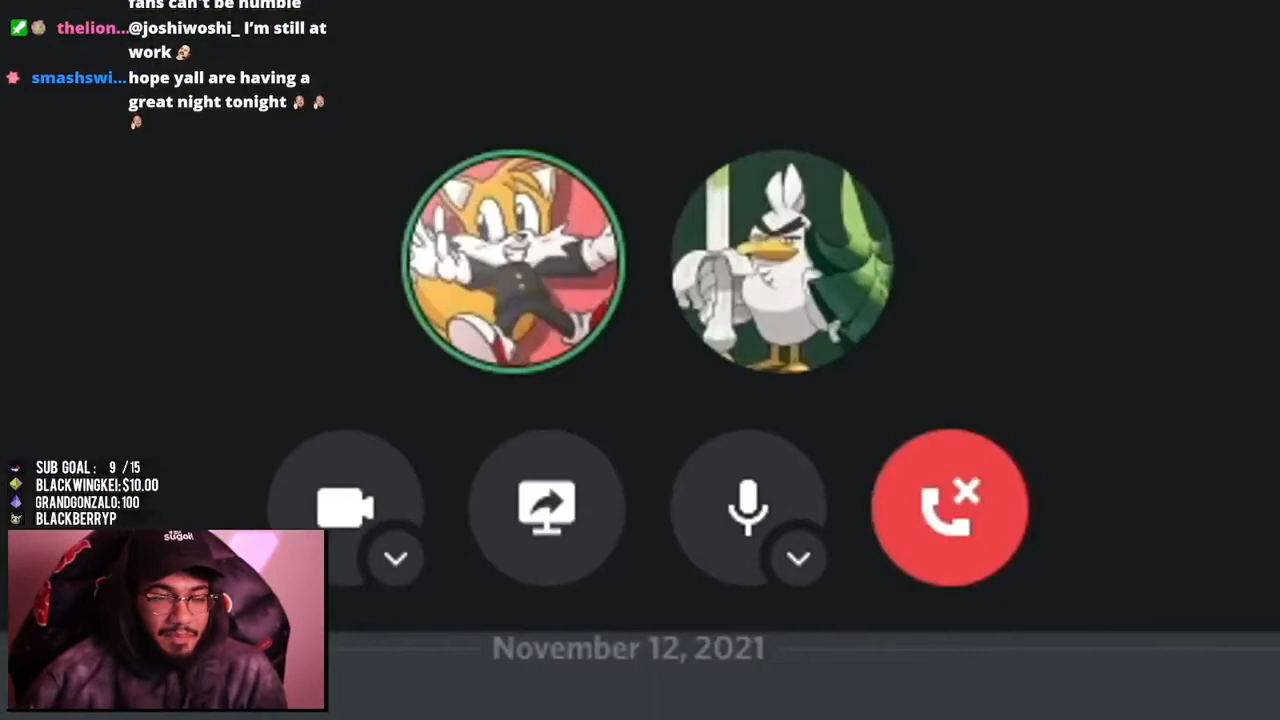 fans can't be humble
thelion...@joshiwoshi_ I'm still at
work
smashswi...hope yall are having a
great night tonight
SUB GOAL: 9 /15
BLACKWINGKEI:$10.00
GRANDGONZALO:100
BLACKBERRYP
sugoi!
November 12, 2021